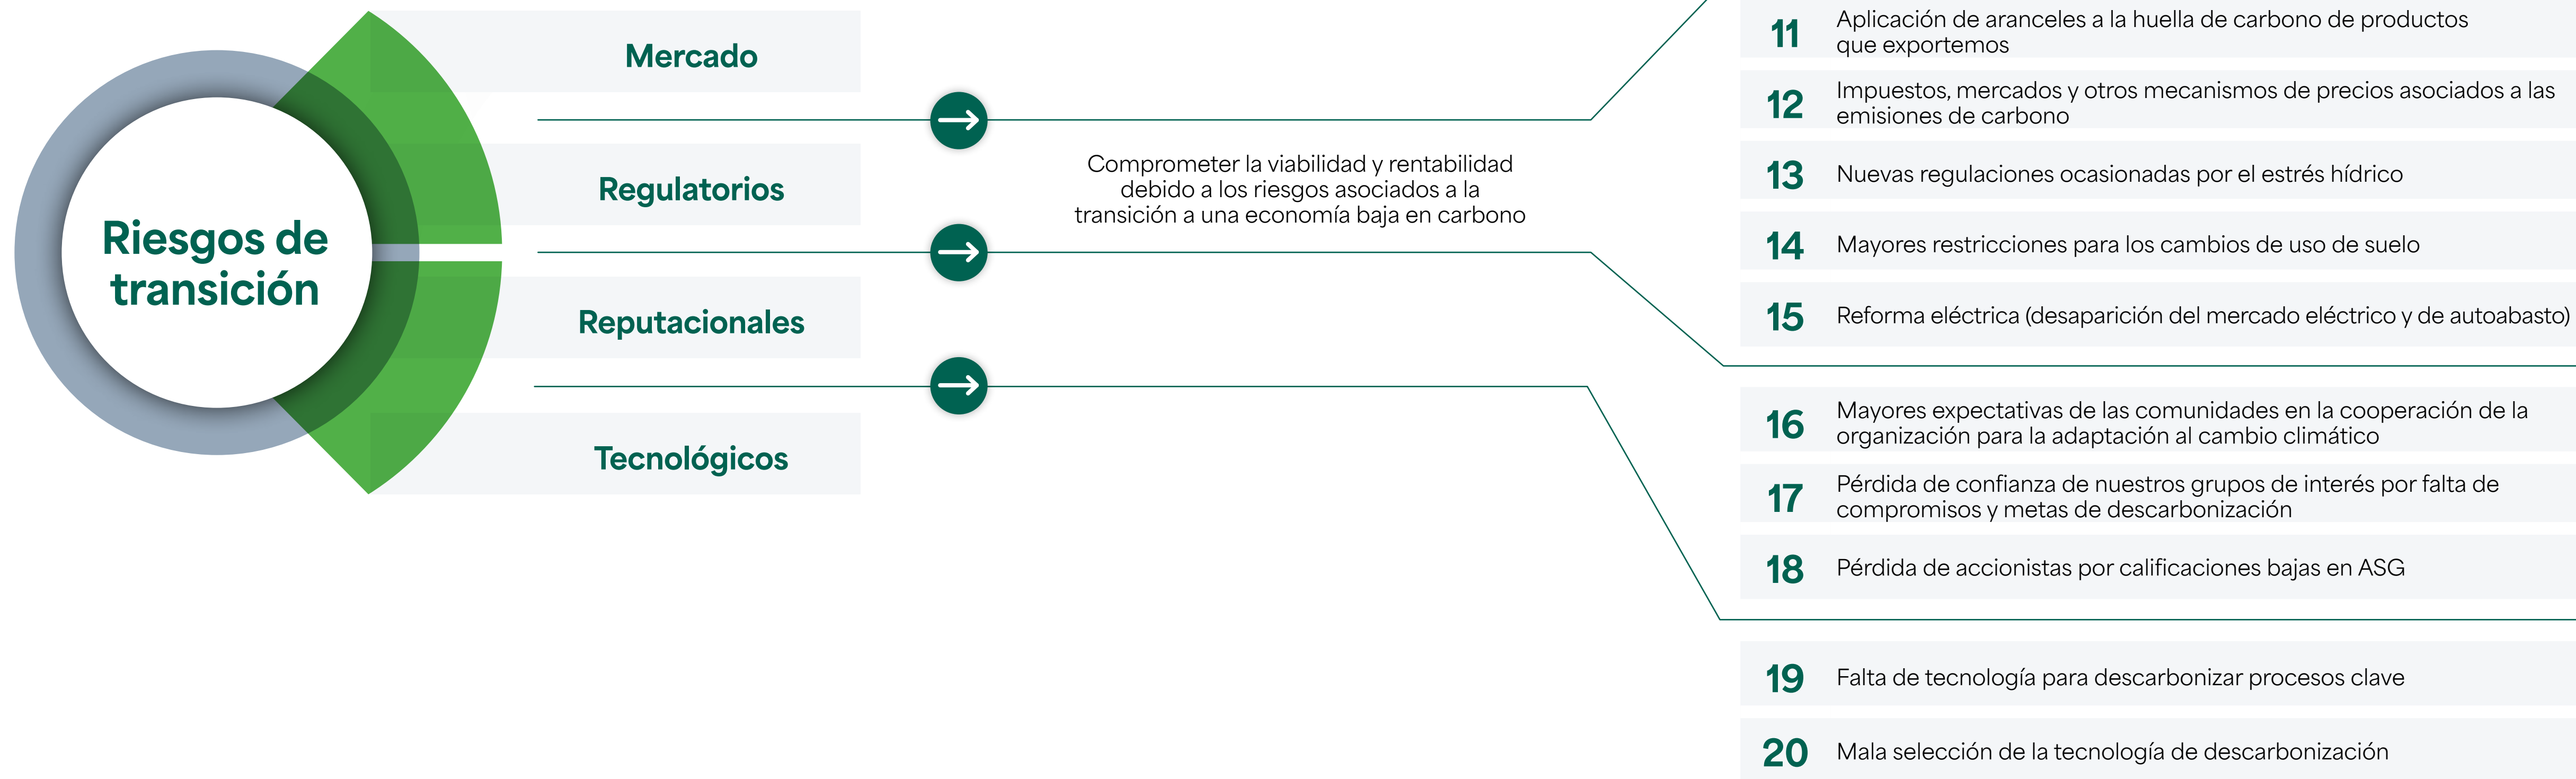 Riesgos de
transición
Mercado
Regulatorios
Reputacionales
Tecnológicos
Comprometer la viabilidad y rentabilidad
debido a los riesgos asociados a la
transición a una economía baja en carbono
11 Aplicación de aranceles a la huella de carbono de productos
que exportemos
12 Impuestos, mercados y otros mecanismos de precios asociados a las
emisiones de carbono
13 Nuevas regulaciones ocasionadas por el estrés hídrico
14 Mayores restricciones para los cambios de uso de suelo
15 Reforma eléctrica (desaparición del mercado eléctrico y de autoabasto)
16 Mayores expectativas de las comunidades en la cooperación de la
organización para la adaptación al cambio climático
17 Pérdida de confianza de nuestros grupos de interés por falta de
compromisos y metas de descarbonización
18 Pérdida de accionistas por calificaciones bajas en ASG
19 Falta de tecnología para descarbonizar procesos clave
20 Mala selección de la tecnología de descarbonización